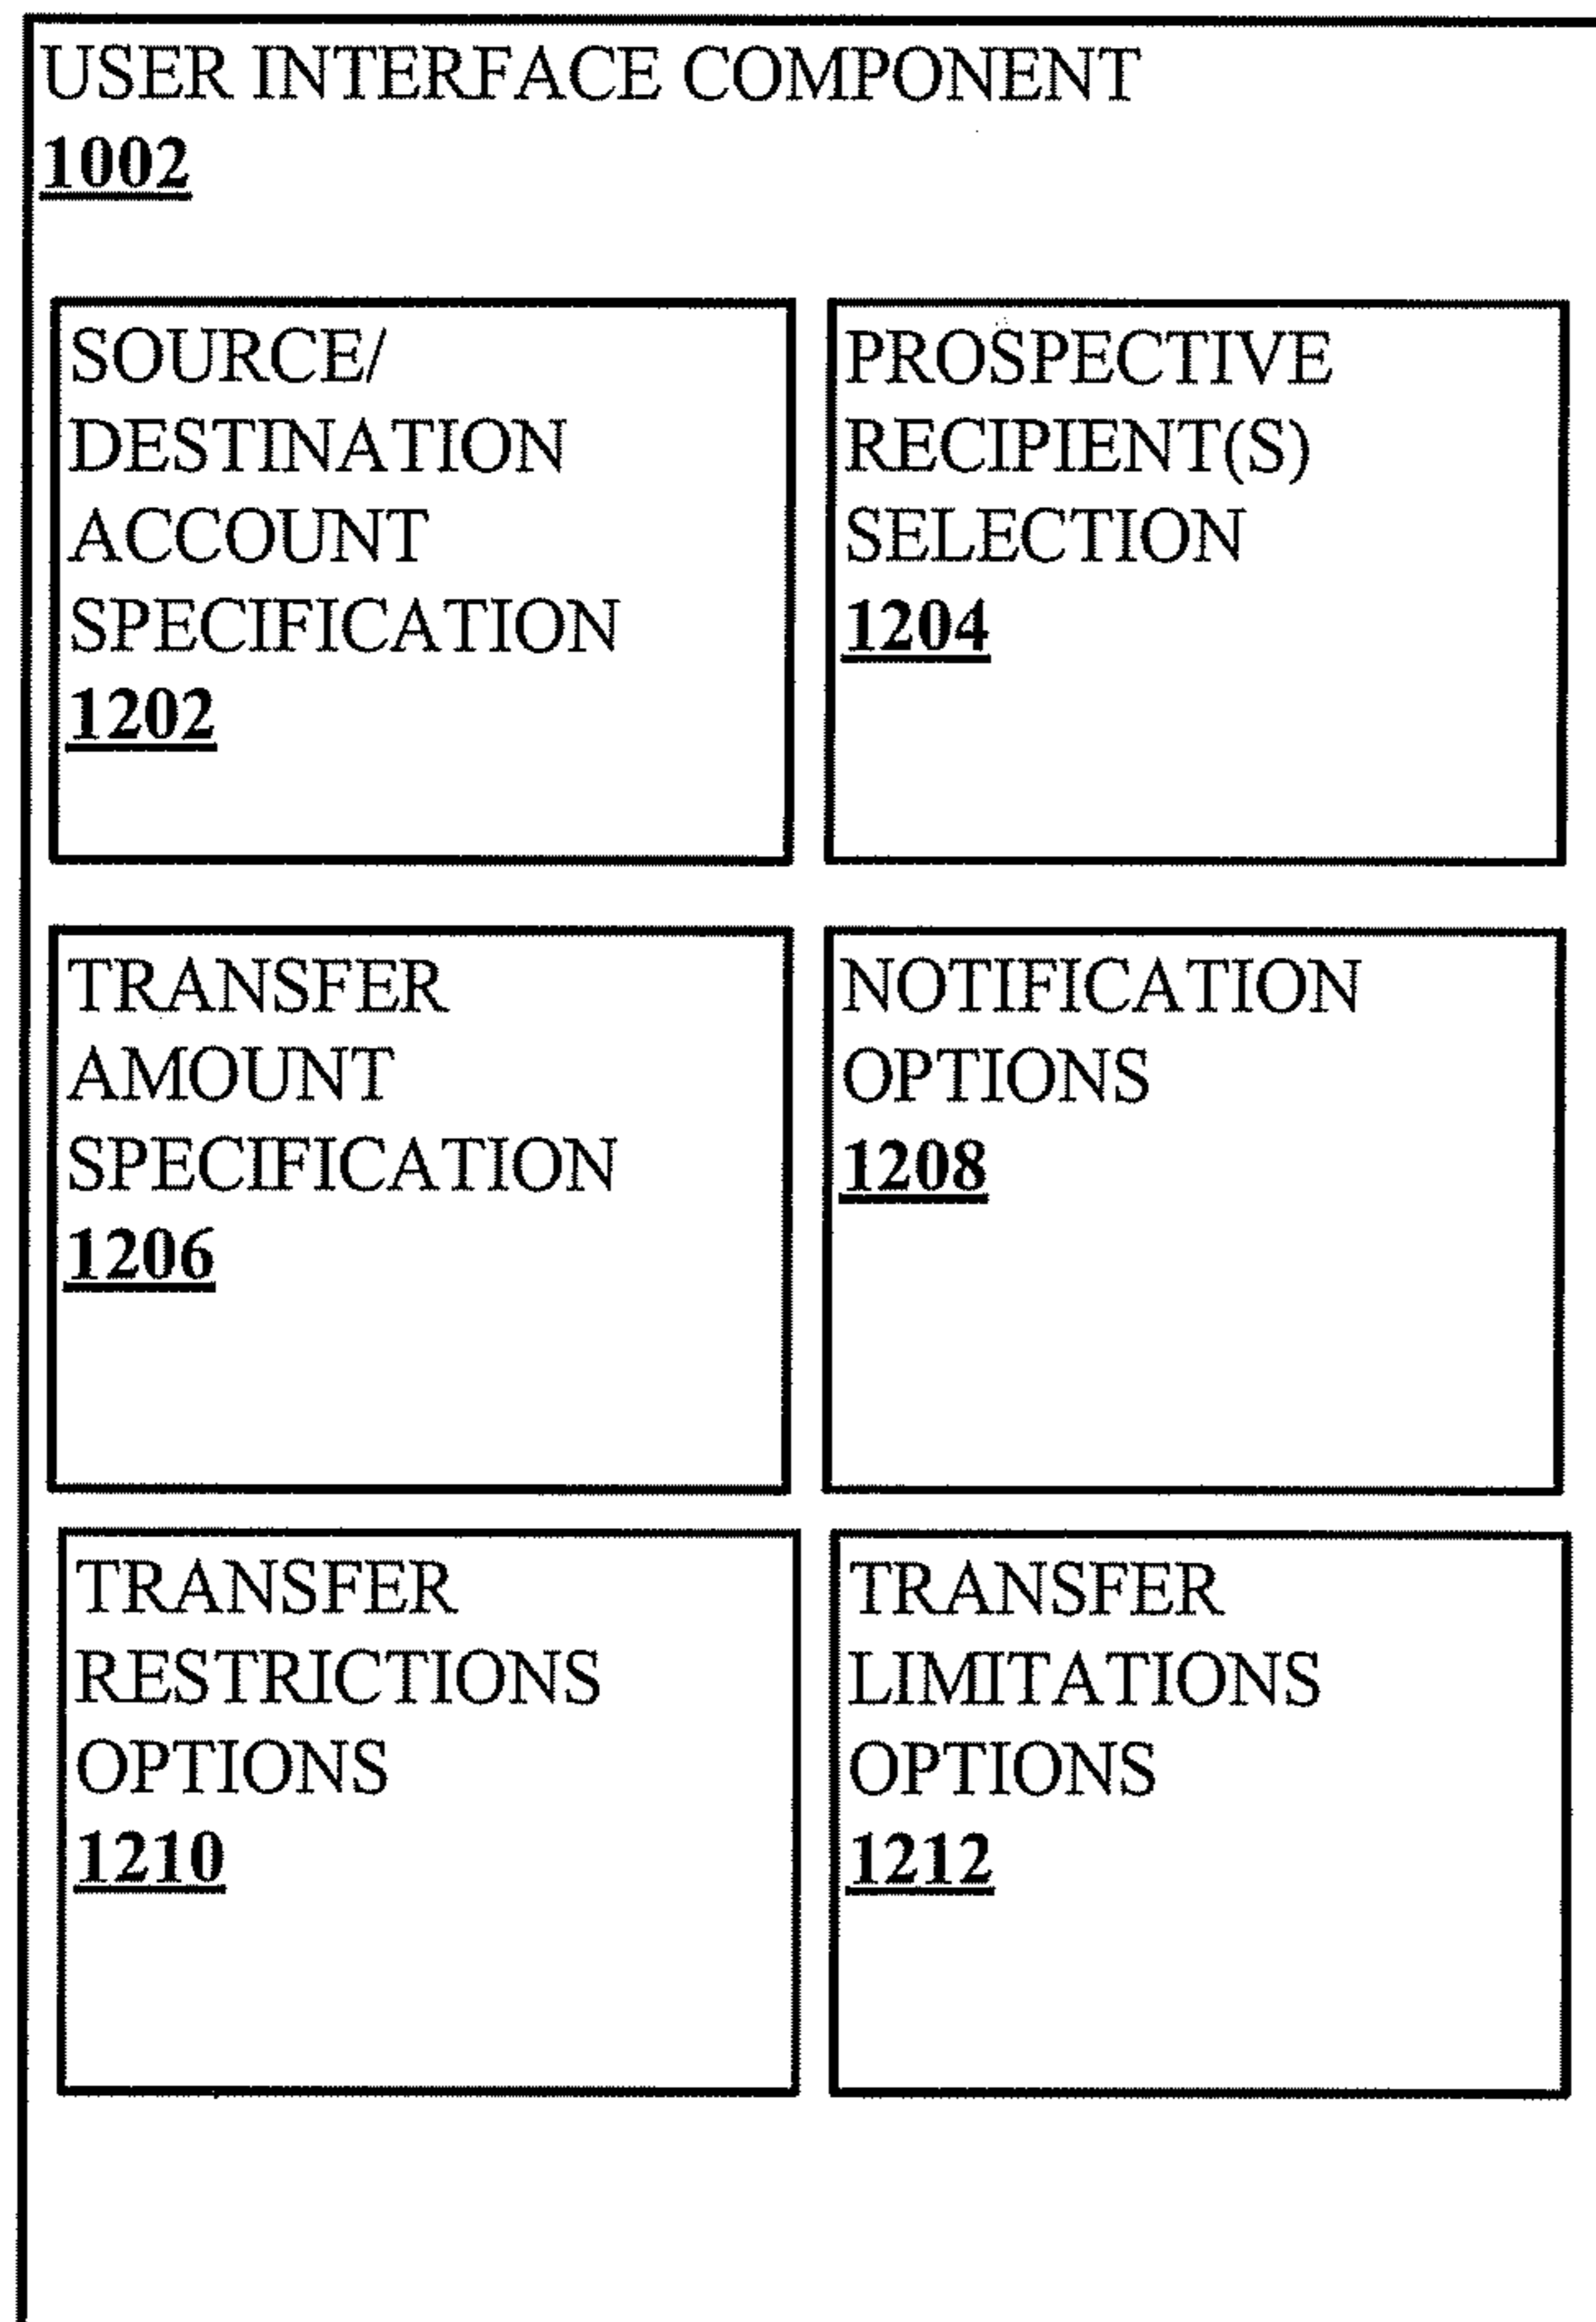 USER INTERFACE COMPONENT
1002
SOURCE/
DESTINATION
ACCOUNT
SPECIFICATION
1202
PROSPECTIVE
RECIPIENT(S)
SELECTION
1204
TRANSFER
AMOUNT
SPECIFICATION
1206
NOTIFICATION
OPTIONS
1208
TRANSFER
RESTRICTIONS
OPTIONS
1210
TRANSFER
LIMITATIONS
OPTIONS
1212